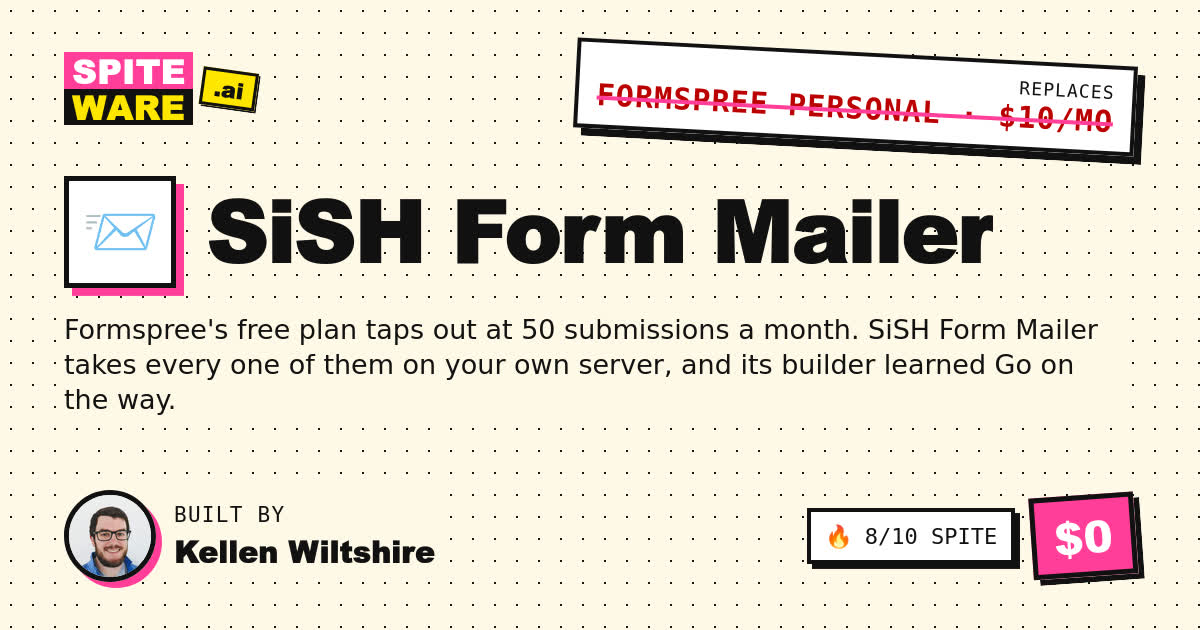 SPITE
WARE
.ai
REPLACES
FORMSPREE PERSONAL · $10/MO
SiSH Form Mailer
Formspree's free plan taps out at 50 submissions a month. SiSH Form Mailer
takes every one of them on your own server, and its builder learned Go on
the way.
BUILT BY
Kellen Wiltshire
🔥 8/10 SPITE
$0